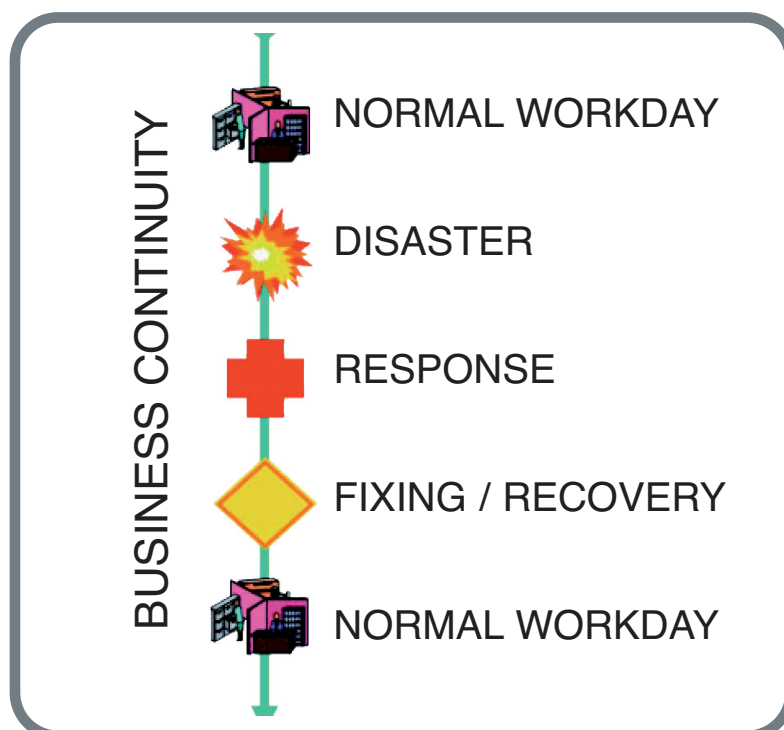 BUSINESS CONTINUITY
NORMAL WORKDAY
DISASTER
RESPONSE
FIXING / RECOVERY
NORMAL WORKDAY